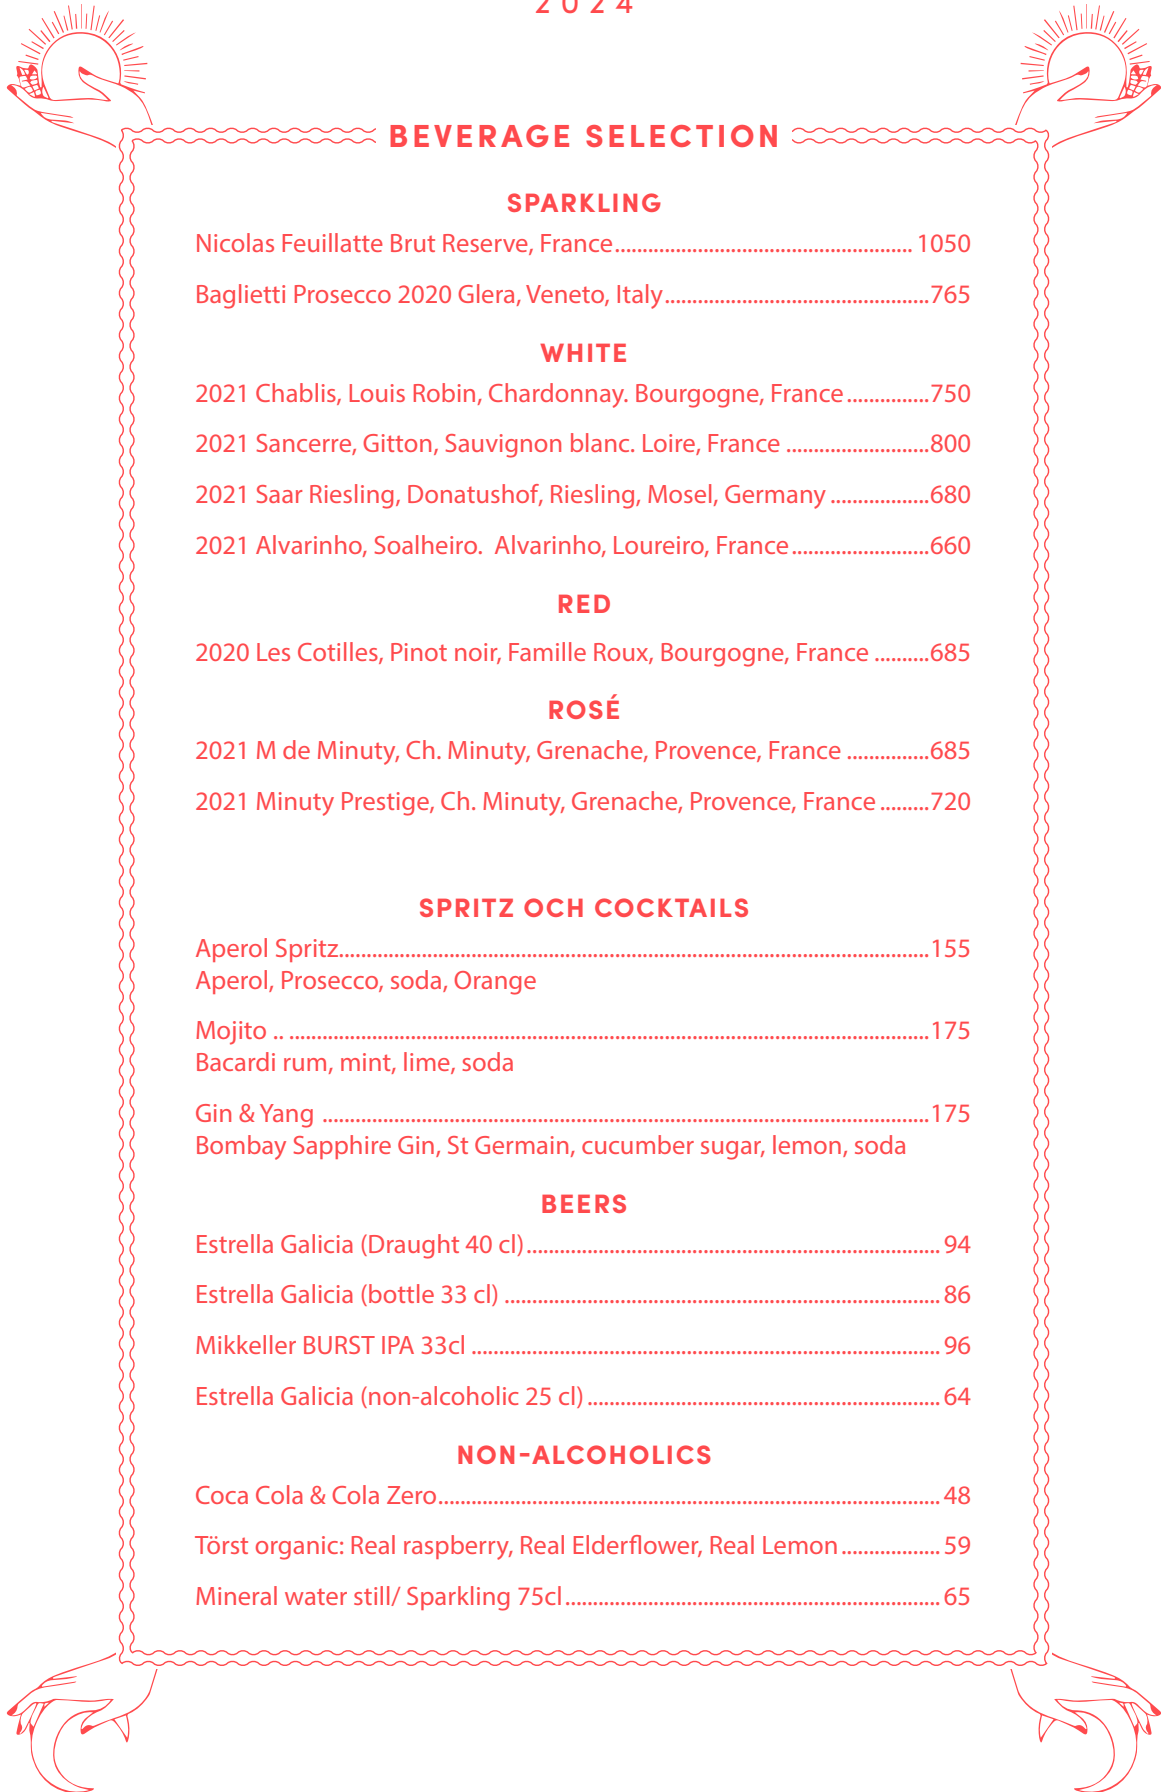 2024
BEVERAGE SELECTION
SPARKLING
Nicolas Feuillatte Brut Reserve, France...................................................... 1050
Baglietti Prosecco 2020 Glera, Veneto, Italy................................................765
WHITE
2021 Chablis, Louis Robin, Chardonnay. Bourgogne, France...............750
2021 Sancerre, Gitton, Sauvignon blanc. Loire, France ..........................800
2021 Saar Riesling, Donatushof, Riesling, Mosel, Germany ..................680
2021 Alvarinho, Soalheiro.  Alvarinho, Loureiro, France.........................660
RED
2020 Les Cotilles, Pinot noir, Famille Roux, Bourgogne, France ..........685
ROSÉ
2021 M de Minuty, Ch. Minuty, Grenache, Provence, France ...............685
2021 Minuty Prestige, Ch. Minuty, Grenache, Provence, France .........720
SPRITZ OCH COCKTAILS
Aperol Spritz...........................................................................................................155
Aperol, Prosecco, soda, Orange
Mojito .. ....................................................................................................................175
Bacardi rum, mint, lime, soda
Gin & Yang ..............................................................................................................175
Bombay Sapphire Gin, St Germain, cucumber sugar, lemon, soda
BEERS
Estrella Galicia (Draught 40 cl)........................................................................... 94
Estrella Galicia (bottle 33 cl) ............................................................................... 86
Mikkeller BURST IPA 33cl ..................................................................................... 96
Estrella Galicia (non-alcoholic 25 cl) ................................................................ 64
NON-ALCOHOLICS
Coca Cola & Cola Zero........................................................................................... 48
Törst organic: Real raspberry, Real Elderflower, Real Lemon .................. 59
Mineral water still/ Sparkling 75cl.................................................................... 65